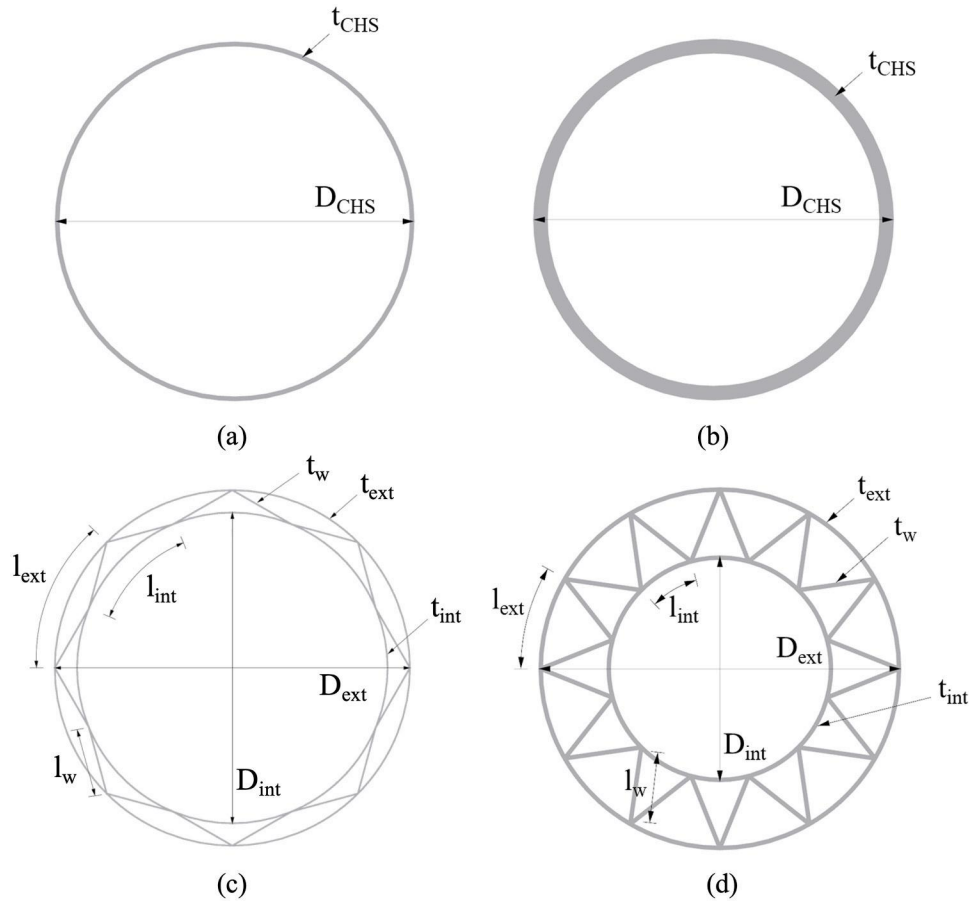 t_CHS
D_CHS
(a)
t_CHS
D_CHS
(b)
t_w
t_ext
l_ext
l_int
t_int
D_ext
l_w
D_int
(c)
t_ext
t_w
l_ext
l_int
D_ext
t_int
D_int
l_w
(d)